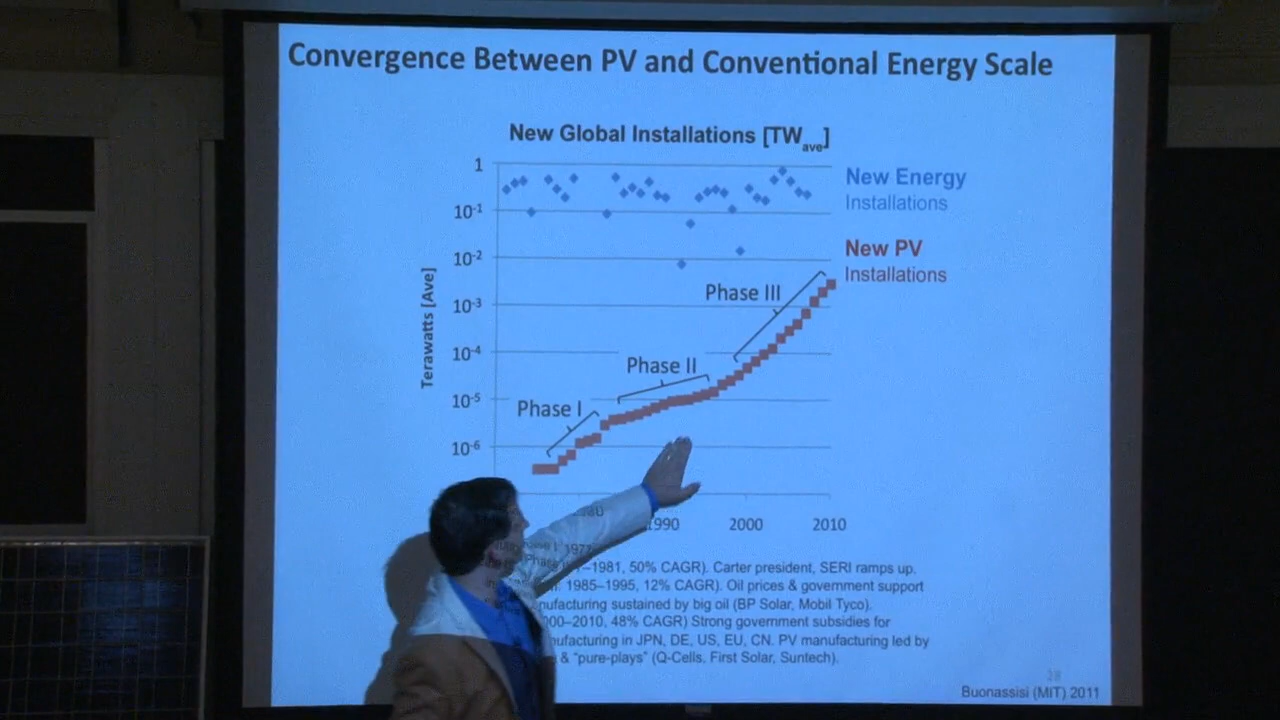 Convergence Between PV and Conventional Energy Scale
New Global Installations [TWave]
1
10-1
10-2
10-3
10-4
10-5
10-6
Terawatts [Ave]
New Energy
Installations
New PV
Installations
Phase III
Phase II
Phase I
1990
2000
2010
–1981, 50% CAGR). Carter president, SERI ramps up.
1985–1995, 12% CAGR). Oil prices & government support
sustained by big oil (BP Solar, Mobil Tyco).
–2010, 48% CAGR) Strong government subsidies for
in JPN, DE, US, EU, CN. PV manufacturing led by
& "pure-plays" (Q-Cells, First Solar, Suntech).
28
Buonassisi (MIT) 2011